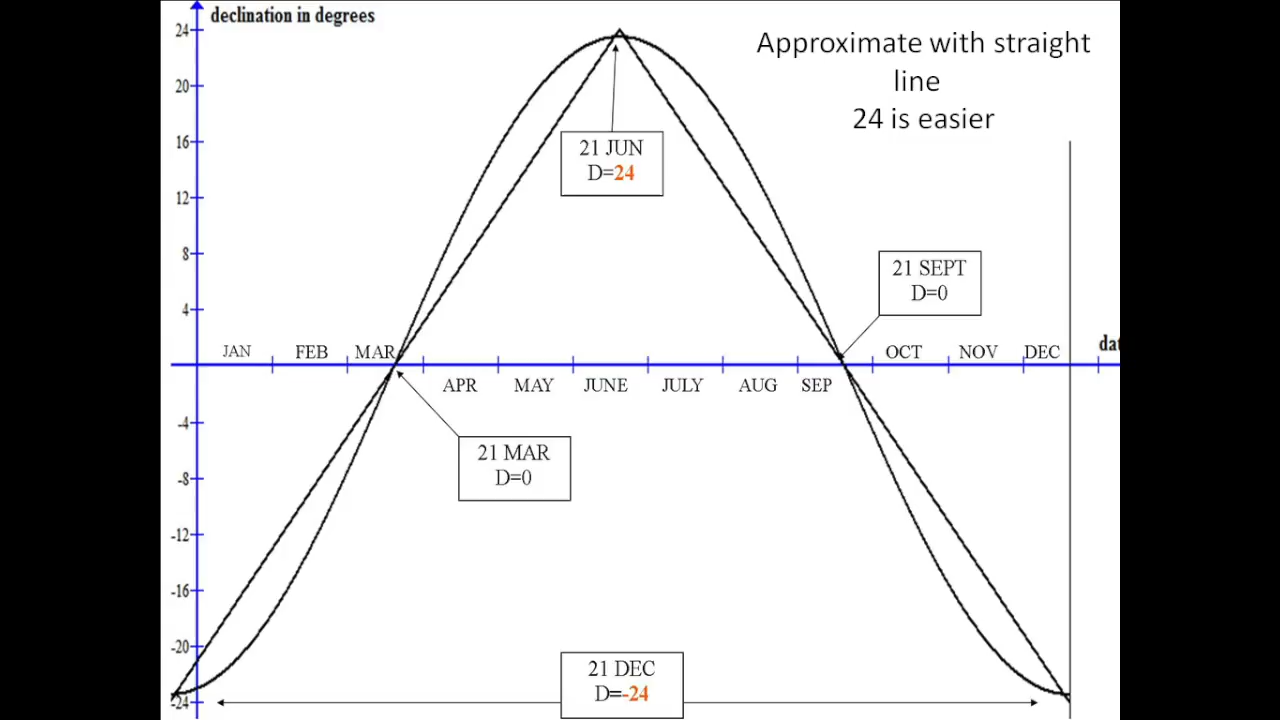 declination in degrees
Approximate with straight
line
24 is easier
24
20
16
12
8
4
-4
-8
-12
-16
-20
-24
21 JUN
D=24
21 SEPT
D=0
JAN
FEB
MAR
APR
MAY
JUNE
JULY
AUG
SEP
OCT
NOV
DEC
dat
21 MAR
D=0
21 DEC
D=-24